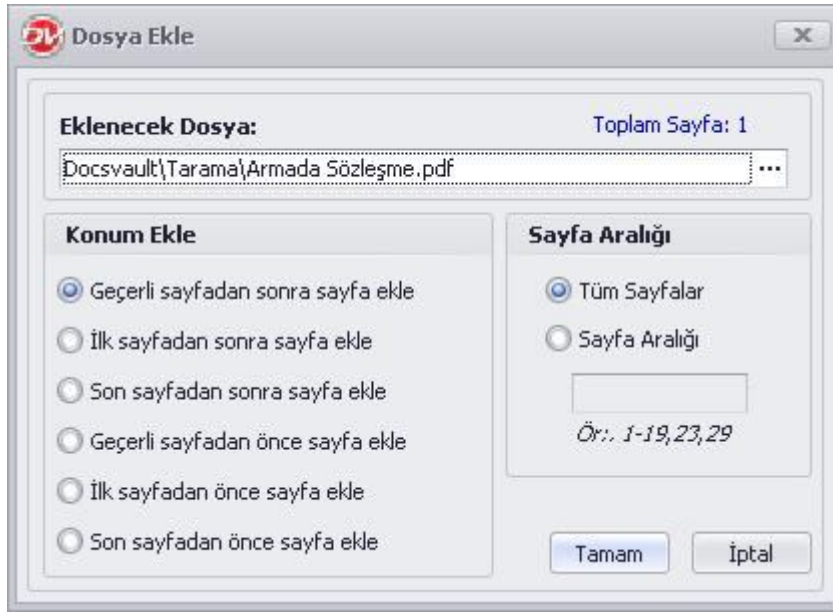 DV Dosya Ekle
Eklenecek Dosya:
Toplam Sayfa: 1
Docsvault\Tarama\Armada Sözleşme.pdf
...
Konum Ekle
Geçerli sayfadan sonra sayfa ekle
İlk sayfadan sonra sayfa ekle
Son sayfadan sonra sayfa ekle
Geçerli sayfadan önce sayfa ekle
İlk sayfadan önce sayfa ekle
Son sayfadan önce sayfa ekle
Sayfa Aralığı
Tüm Sayfalar
Sayfa Aralığı
Ör:. 1-19,23,29
Tamam
İptal